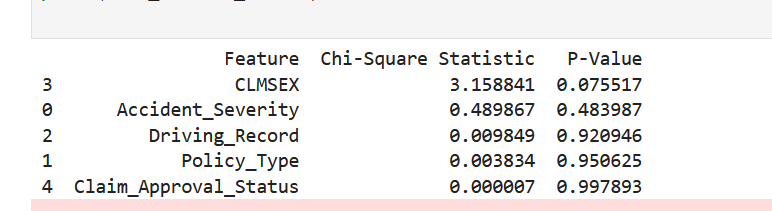 Feature Chi-Square Statistic P-Value
3 CLMSEX 3.158841 0.075517
0 Accident_Severity 0.489867 0.483987
2 Driving_Record 0.009849 0.920946
1 Policy_Type 0.003834 0.950625
4 Claim_Approval_Status 0.000007 0.997893